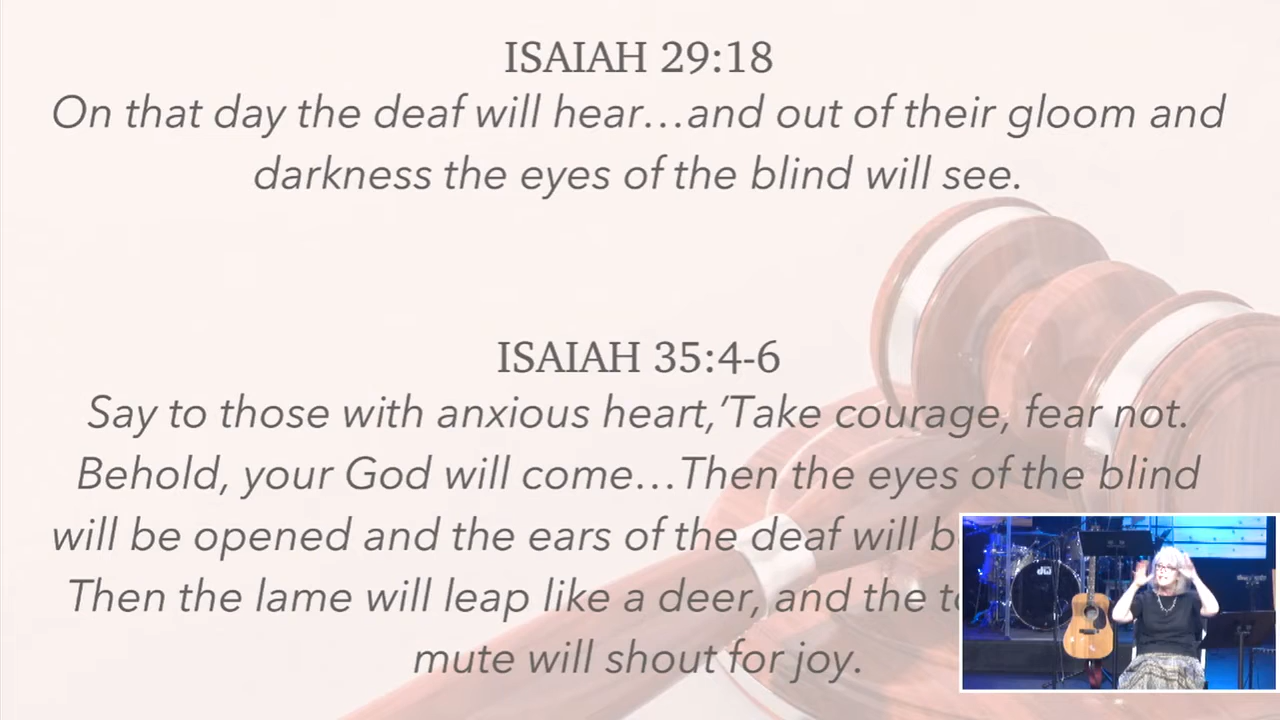 ISAIAH 29:18
On that day the deaf will hear…and out of their gloom and
darkness the eyes of the blind will see.
ISAIAH 35:4-6
Say to those with anxious heart,’Take courage, fear not.
Behold, your God will come…Then the eyes of the blind
will be opened and the ears of the deaf will
Then the lame will leap like a deer, and the
mute will shout for joy.